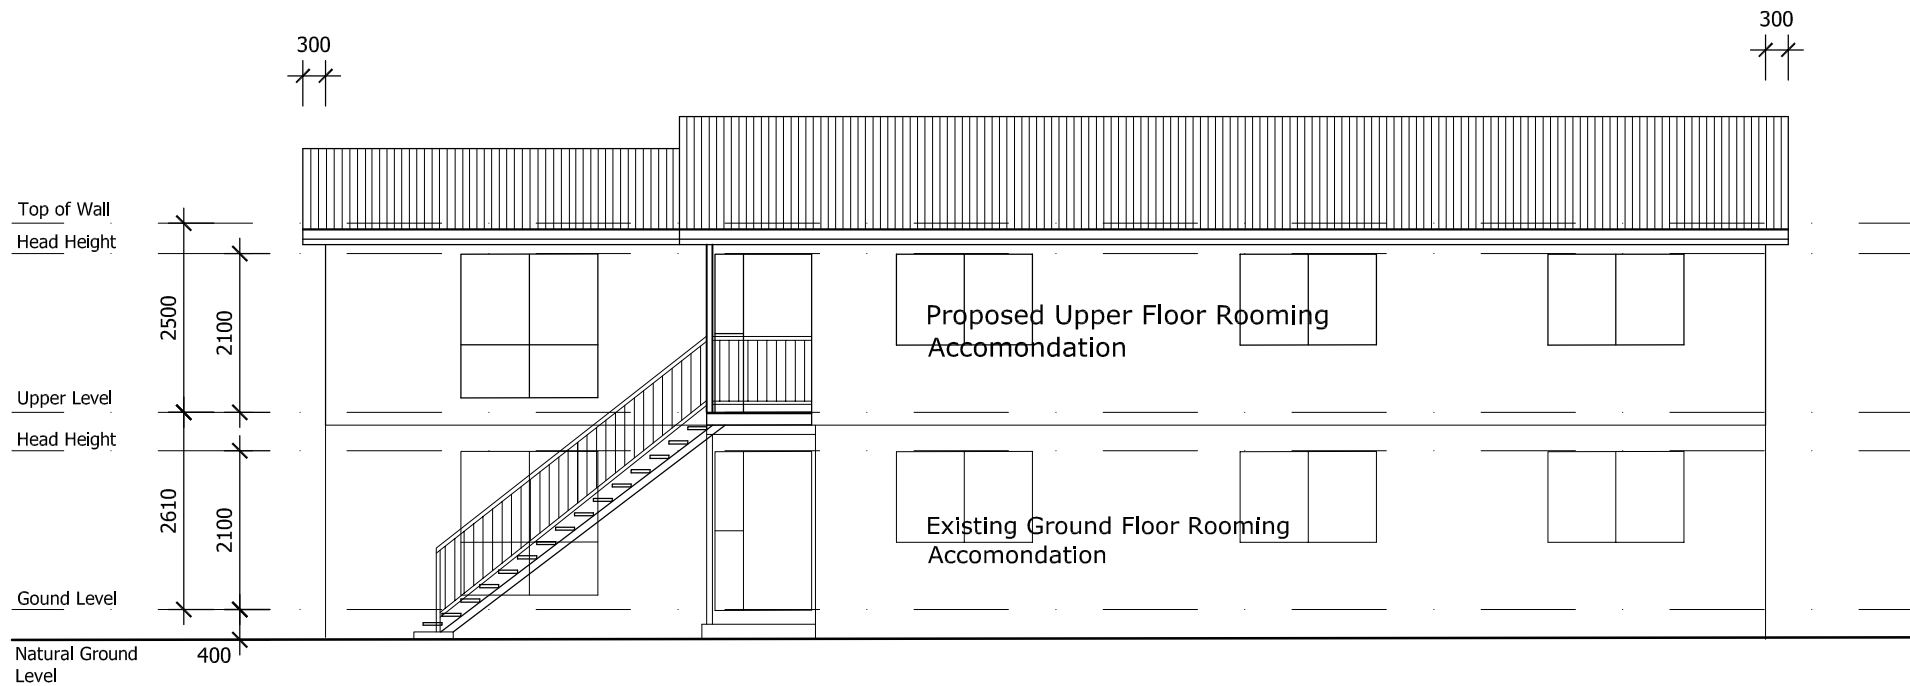 300
300
Top of Wall
Head Height
2500
2100
Proposed Upper Floor Rooming
Accomondation
Upper Level
Head Height
2610
2100
Existing Ground Floor Rooming
Accomondation
Gound Level
Natural Ground
Level
400